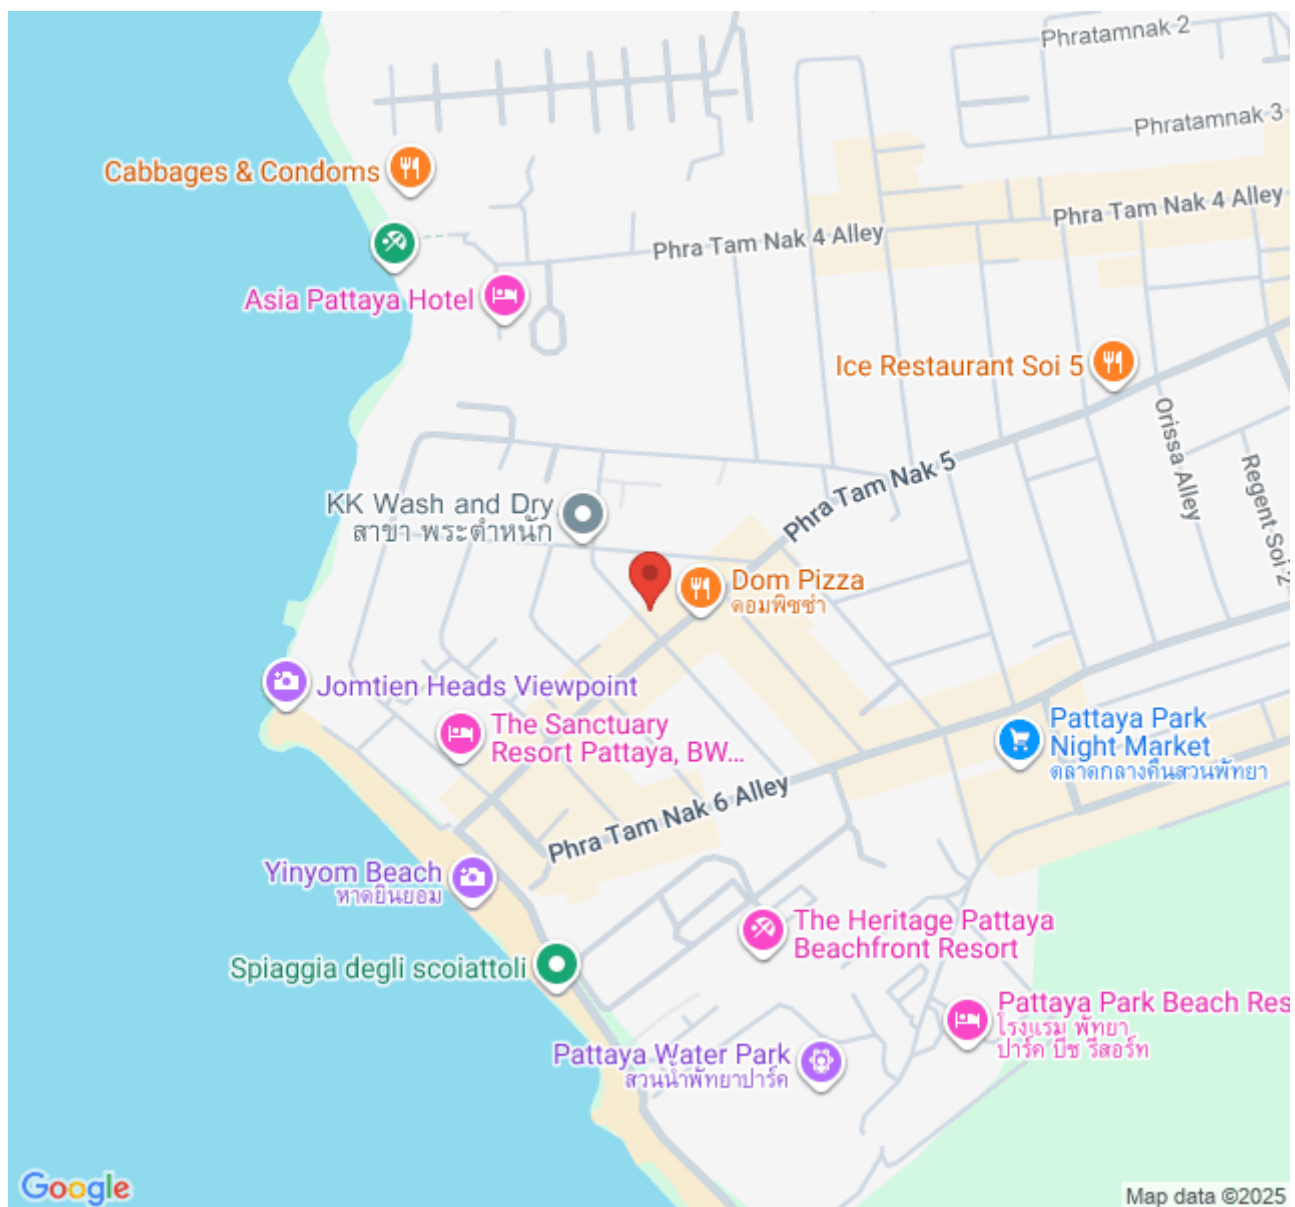 Phratamnak 2
Phratamnak 3
Cabbages & Condoms
Phra Tam Nak 4 Alley
Phra Tam Nak 4 Alley
Asia Pattaya Hotel
Ice Restaurant Soi 5
Orissa Alley
Regent Soi 2
Phra Tam Nak 5
KK Wash and Dry
สาขา พระตำหนัก
Dom Pizza
ดอมพิซซ่า
Jomtien Heads Viewpoint
The Sanctuary
Resort Pattaya, BW...
Pattaya Park
Night Market
ตลาดกลางคืนสวนพัทยา
Phra Tam Nak 6 Alley
Yinyom Beach
หาดยินยอม
The Heritage Pattaya
Beachfront Resort
Spiaggia degli scoiattoli
Pattaya Park Beach Res
โรงแรม พัทยา
ปาร์ค บีช รีสอร์ท
Pattaya Water Park
สวนน้ำพัทยาปาร์ค
Google
Map data ©2025